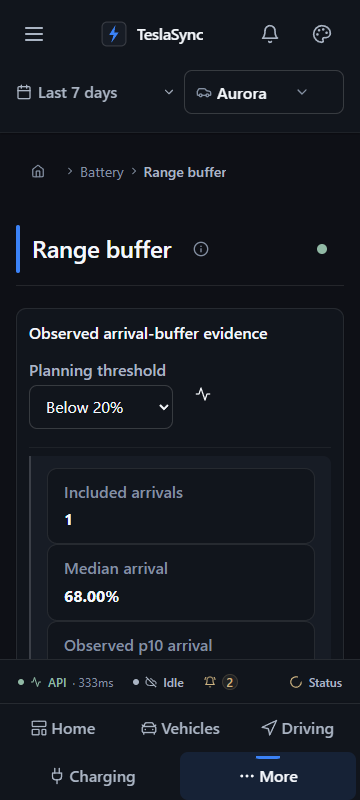 TeslaSync
Last 7 days
Aurora
Battery
Range buffer
Range buffer
Observed arrival-buffer evidence
Planning threshold
Below 20%
Included arrivals
1
Median arrival
68.00%
Observed p10 arrival
API · 333ms
Idle
2
Status
Home
Vehicles
Driving
Charging
More